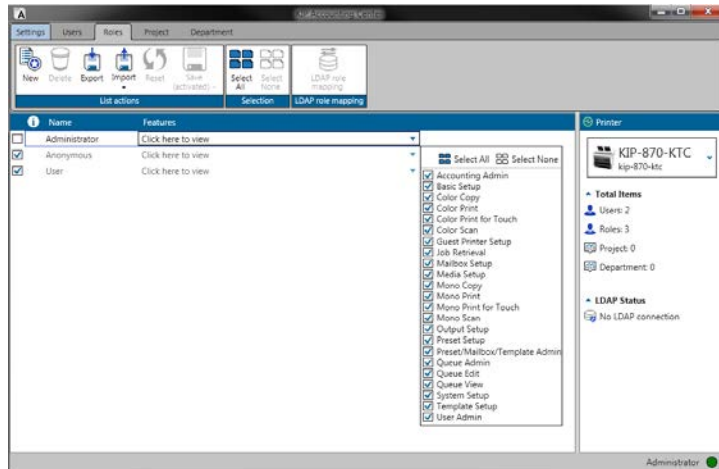 A KIP Accounting Center
Settings Users Roles Project Department
New Delete Export Import Reset Save (activated) Select All Select None LDAP role mapping
List actions Selection LDAP role mapping
Name Features
Administrator Click here to view
Anonymous Click here to view
User Click here to view
Select All Select None
Accounting Admin
Basic Setup
Color Copy
Color Print
Color Print for Touch
Color Scan
Guest Printer Setup
Job Retrieval
Mailbox Setup
Media Setup
Mono Copy
Mono Print
Mono Print for Touch
Mono Scan
Output Setup
Preset Setup
Preset/Mailbox/Template Admin
Queue Admin
Queue Edit
Queue View
System Setup
Template Setup
User Admin
Printer
KIP-870-KTC
kip-870-ktc
Total Items
Users: 2
Roles: 3
Project: 0
Department: 0
LDAP Status
No LDAP connection
Administrator